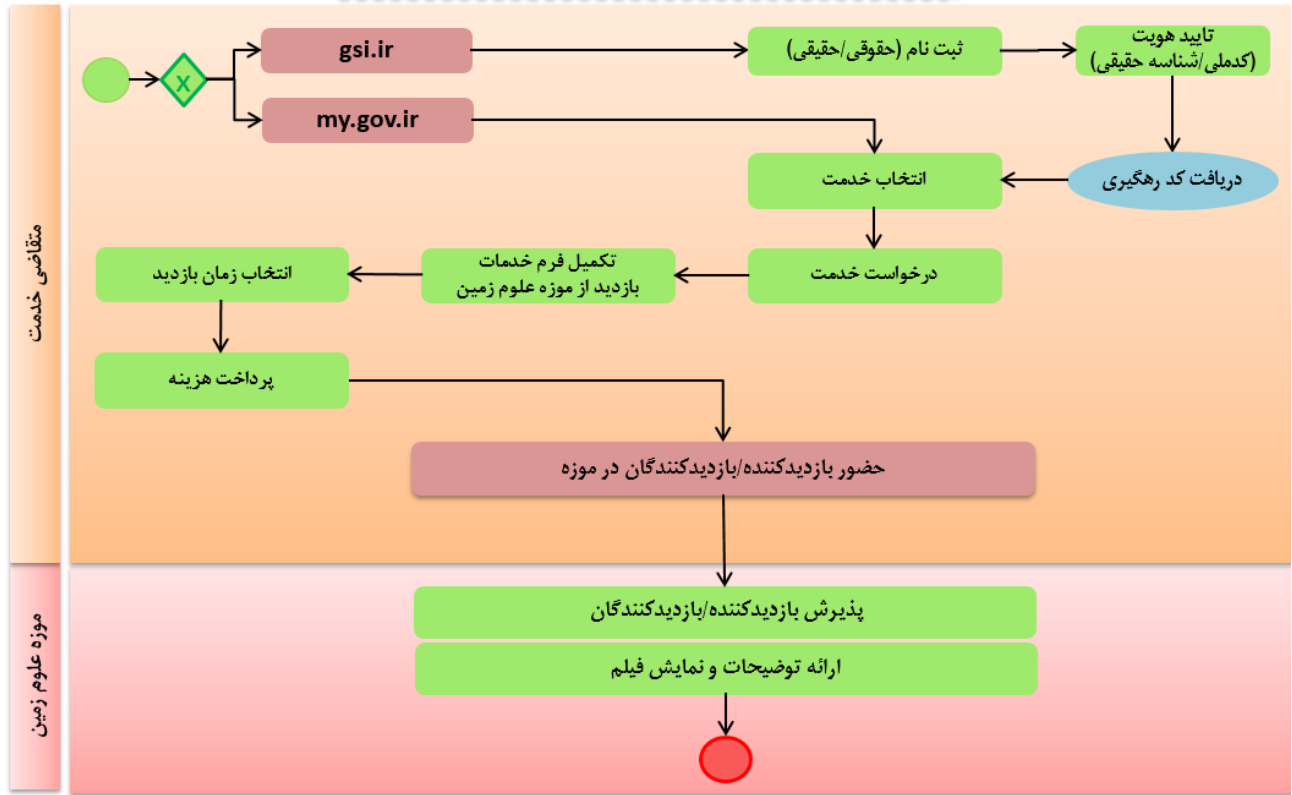 gsi.ir
ثبت نام (حقوقی/حقیقی)
تایید هویت
(کدملی/شناسه حقیقی)
X
my.gov.ir
انتخاب خدمت
دریافت کد رهگیری
درخواست خدمت
تکمیل فرم خدمات
بازدید از موزه علوم زمین
انتخاب زمان بازدید
پرداخت هزینه
حضور بازدیدکننده/بازدیدکنندگان در موزه
متقاضی خدمت
پذیرش بازدیدکننده/بازدیدکنندگان
ارائه توضیحات و نمایش فیلم
موزه علوم زمین